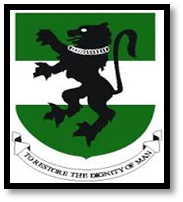 TO RESTORE THE DIGNITY OF MAN